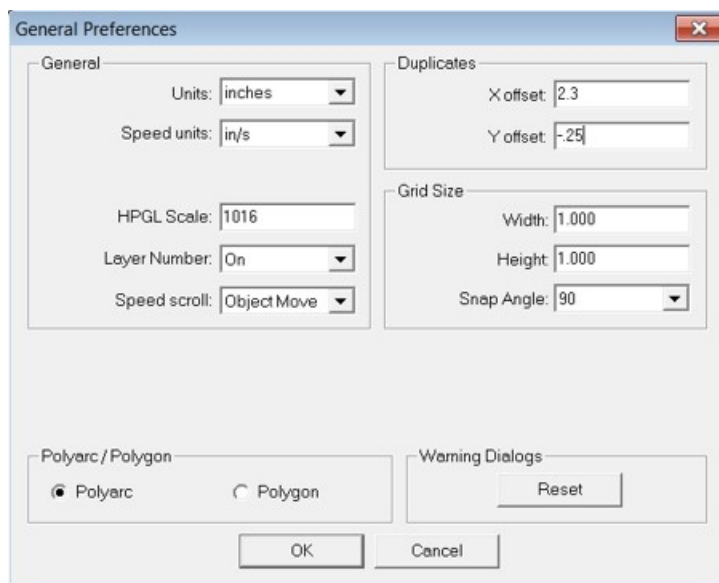 General Preferences
General
Units: inches
Speed units: in/s
HPGL Scale: 1016
Layer Number: On
Speed scroll: Object Move
Duplicates
X offset: 2.3
Y offset: -.25
Grid Size
Width: 1.000
Height: 1.000
Snap Angle: 90
Polyarc / Polygon
Polyarc Polygon
Warning Dialogs
Reset
OK Cancel